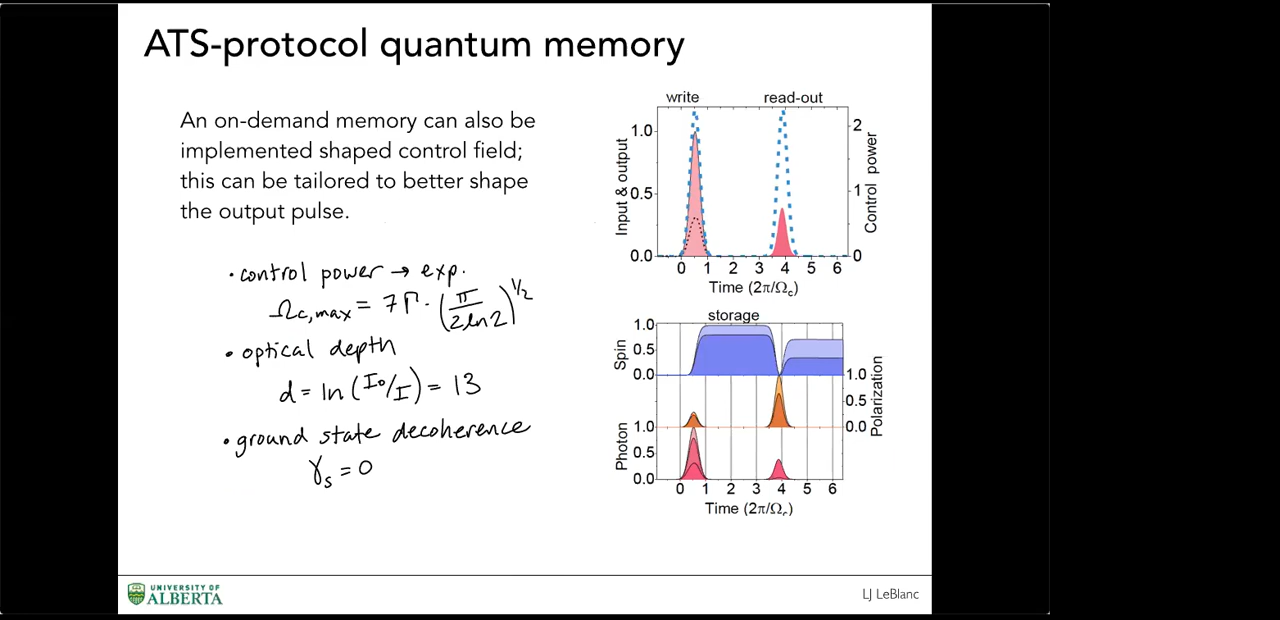 ATS-protocol quantum memory
An on-demand memory can also be
implemented shaped control field;
this can be tailored to better shape
the output pulse.
• control power → exp.
Ωc,max = 7Γ · (π/2ln2)^1/2
• optical depth
d = ln (I0/I) = 13
• ground state decoherence
γs = 0
write read-out
Input & output
1.0
0.5
0.0
2
1
0
Control power
0 1 2 3 4 5 6
Time (2π/Ωc)
storage
Spin
1.0
0.5
0.0
Photon
1.0
0.5
0.0
1.0
0.5
0.0
Polarization
0 1 2 3 4 5 6
Time (2π/Ωc)
UNIVERSITY OF
ALBERTA
LJ LeBlanc